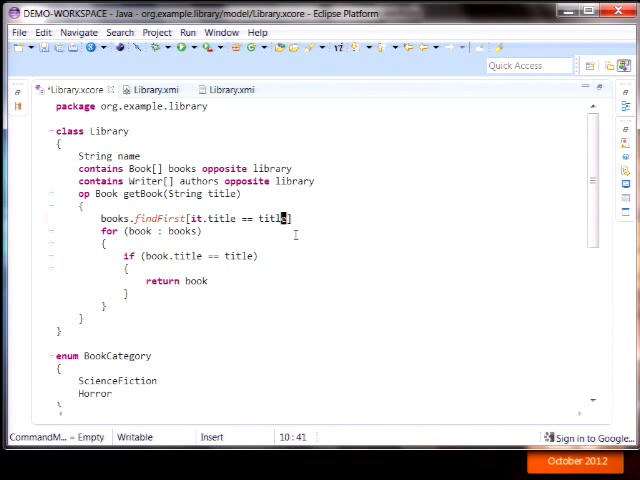 DEMO-WORKSPACE - Java - org.example.library/model/Library.xcore - Eclipse Platform
File Edit Navigate Search Project Run Window Help
Quick Access
*Library.xcore Library.xmi Library.xmi
package org.example.library
class Library
{
String name
contains Book[] books opposite library
contains Writer[] authors opposite library
op Book getBook(String title)
{
books.findFirst[it.title == title]
for (book : books)
{
if (book.title == title)
{
return book
}
}
}
}
enum BookCategory
{
ScienceFiction
Horror
CommandM... = Empty Writable Insert 10 : 41 Sign in to Google...
October 2012